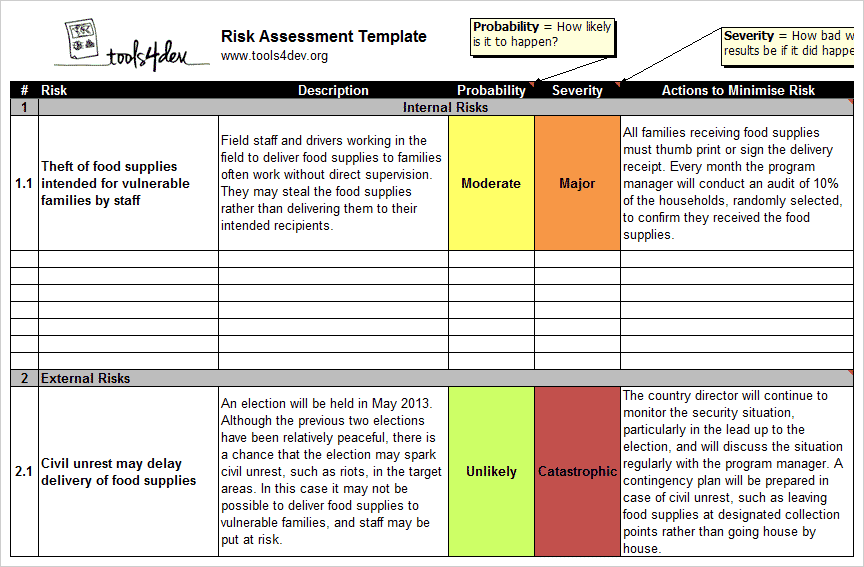 tools4dev
Risk Assessment Template
www.tools4dev.org
Probability = How likely
is it to happen?
Severity = How bad w
results be if it did happe
# Risk Description Probability Severity Actions to Minimise Risk
1 Internal Risks
1.1
Theft of food supplies
intended for vulnerable
families by staff
Field staff and drivers working in the
field to deliver food supplies to families
often work without direct supervision.
They may steal the food supplies
rather than delivering them to their
intended recipients.
Moderate
Major
All families receiving food supplies
must thumb print or sign the delivery
receipt. Every month the program
manager will conduct an audit of 10%
of the households, randomly selected,
to confirm they received the food
supplies.
2 External Risks
2.1
Civil unrest may delay
delivery of food supplies
An election will be held in May 2013.
Although the previous two elections
have been relatively peaceful, there is
a chance that the election may spark
civil unrest, such as riots, in the target
areas. In this case it may not be
possible to deliver food supplies to
vulnerable families, and staff may be
put at risk.
Unlikely
Catastrophic
The country director will continue to
monitor the security situation,
particularly in the lead up to the
election, and will discuss the situation
regularly with the program manager. A
contingency plan will be prepared in
case of civil unrest, such as leaving
food supplies at designated collection
points rather than going house by
house.